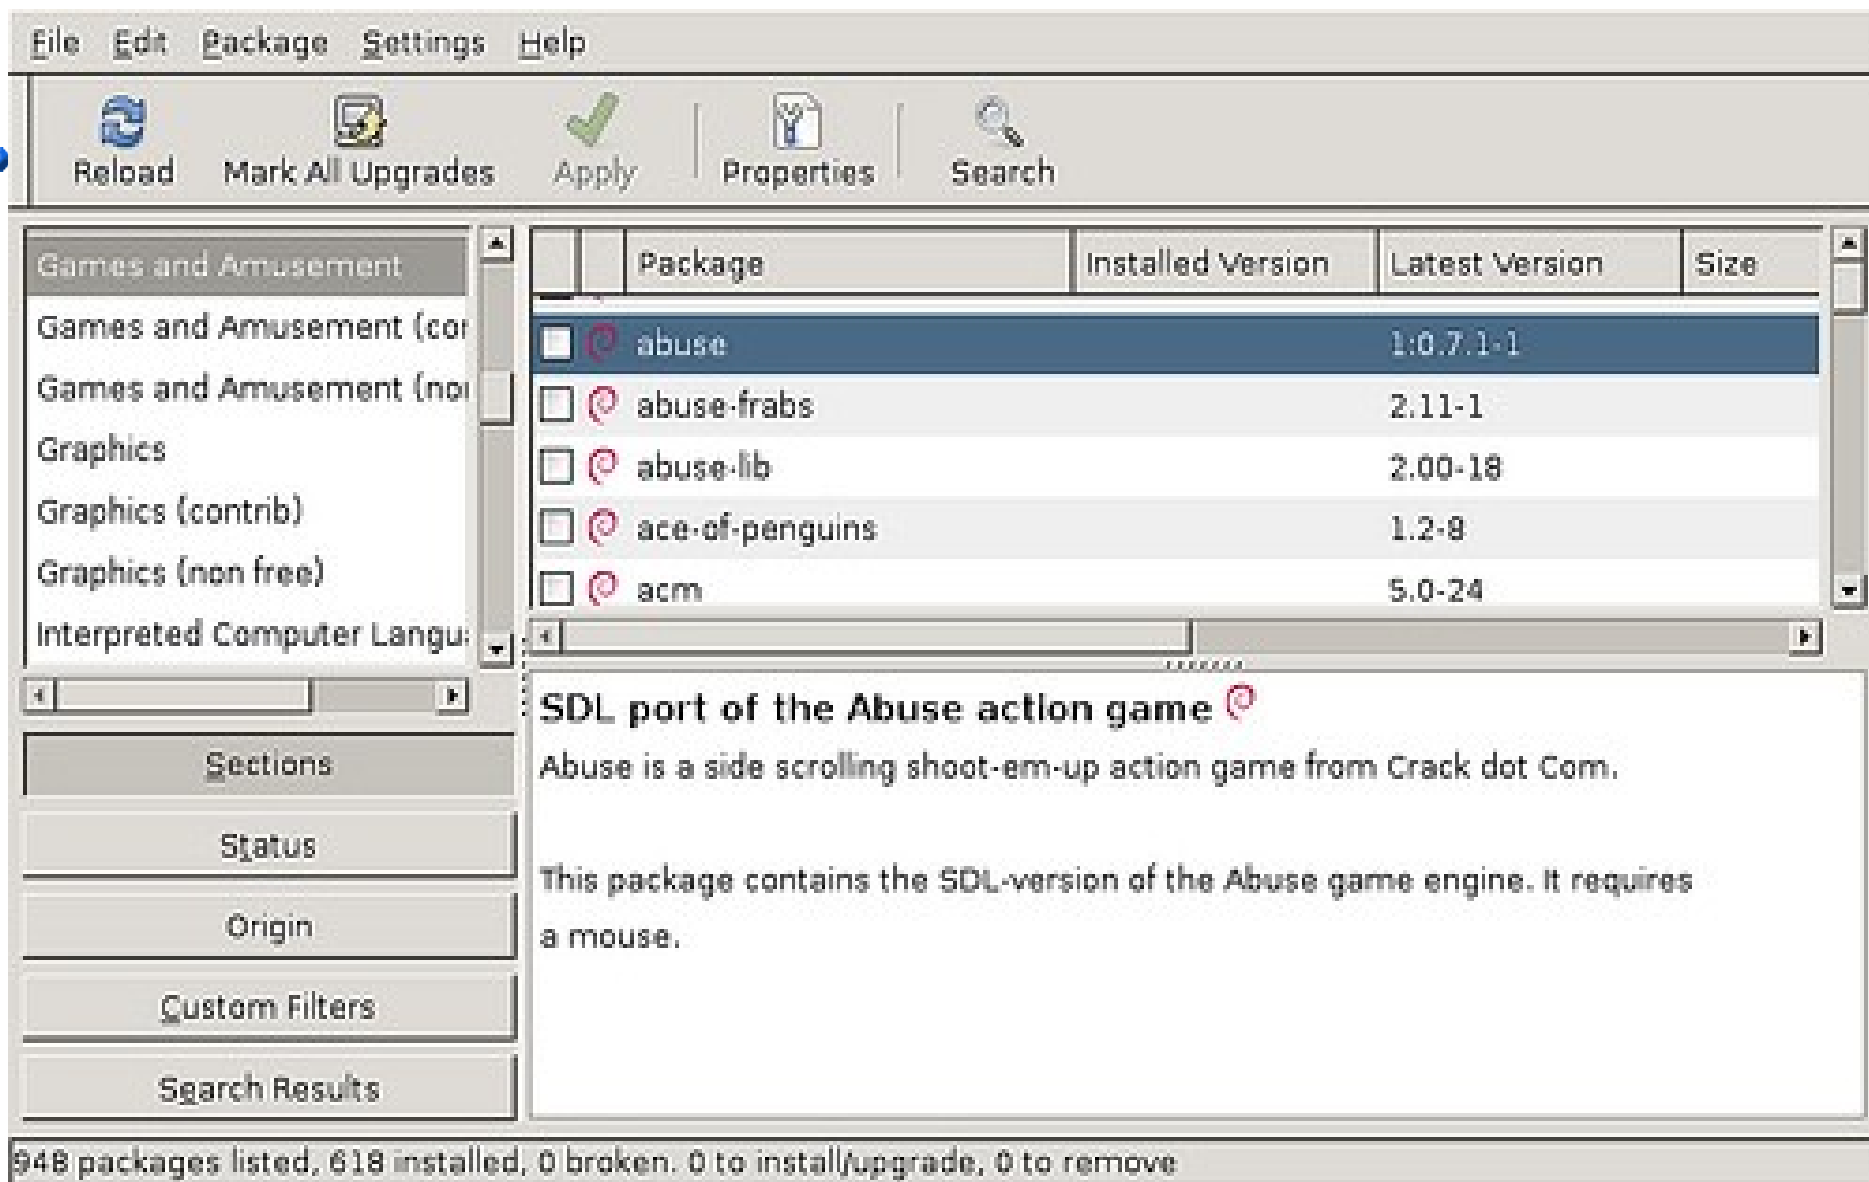 File Edit Package Settings Help
Reload Mark All Upgrades Apply Properties Search
Games and Amusement
Games and Amusement (cor
Games and Amusement (noi
Graphics
Graphics (contrib)
Graphics (non free)
Interpreted Computer Langu
Sections
Status
Origin
Custom Filters
Search Results
Package Installed Version Latest Version Size
abuse 1:0.7.1-1
abuse-frabs 2.11-1
abuse-lib 2.00-18
ace-of-penguins 1.2-8
acm 5.0-24
SDL port of the Abuse action game
Abuse is a side scrolling shoot-em-up action game from Crack dot Com.
This package contains the SDL-version of the Abuse game engine. It requires
a mouse.
948 packages listed, 618 installed, 0 broken. 0 to install/upgrade, 0 to remove